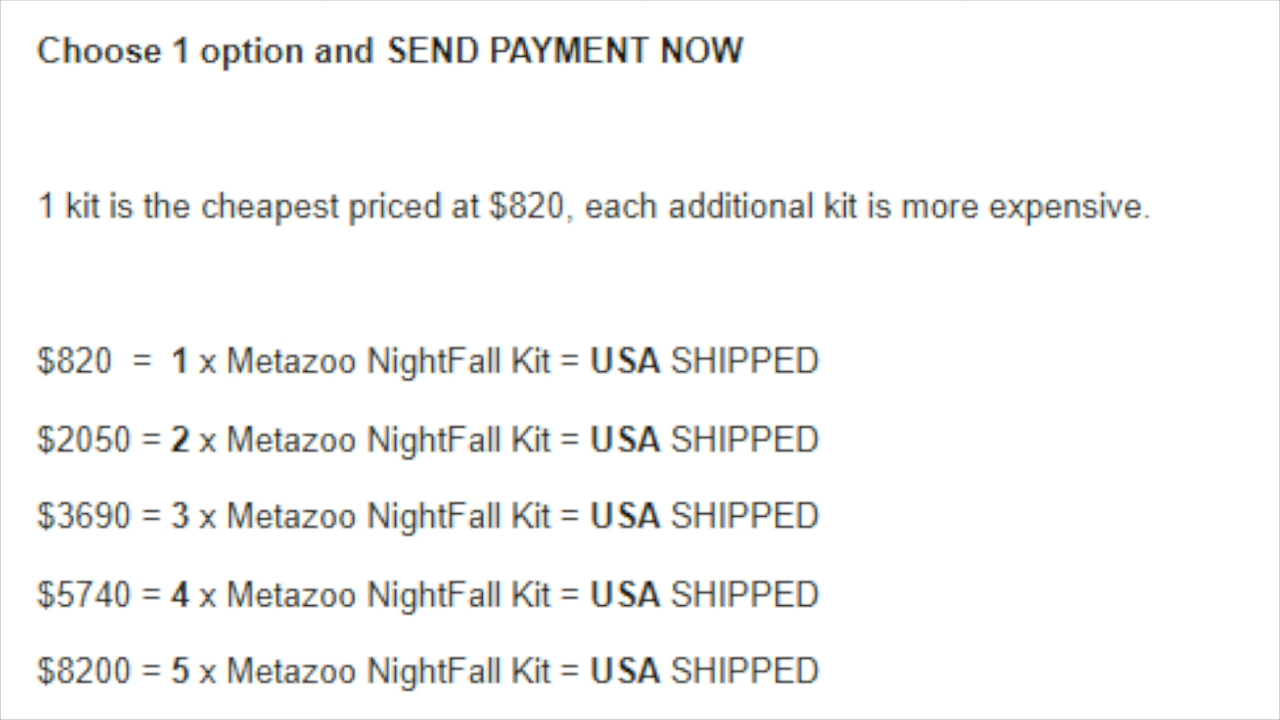 Choose 1 option and SEND PAYMENT NOW
1 kit is the cheapest priced at $820, each additional kit is more expensive.
$820 = 1 x Metazoo NightFall Kit = USA SHIPPED
$2050 = 2 x Metazoo NightFall Kit = USA SHIPPED
$3690 = 3 x Metazoo NightFall Kit = USA SHIPPED
$5740 = 4 x Metazoo NightFall Kit = USA SHIPPED
$8200 = 5 x Metazoo NightFall Kit = USA SHIPPED